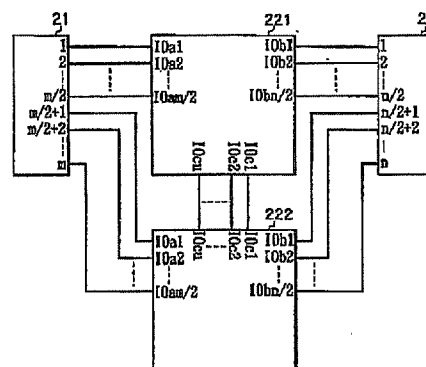 21
221
2
1
2
m/2
m/2+1
m/2+2
m
IOa1
IOa2
IOam/2
IOb1
IOb2
IObn/2
IOcu
IOc2
IOc1
1
2
n/2
n/2+1
n/2+2
n
222
IOcu
IOc2
IOc1
IOa1
IOa2
IOam/2
IOb1
IOb2
IObn/2